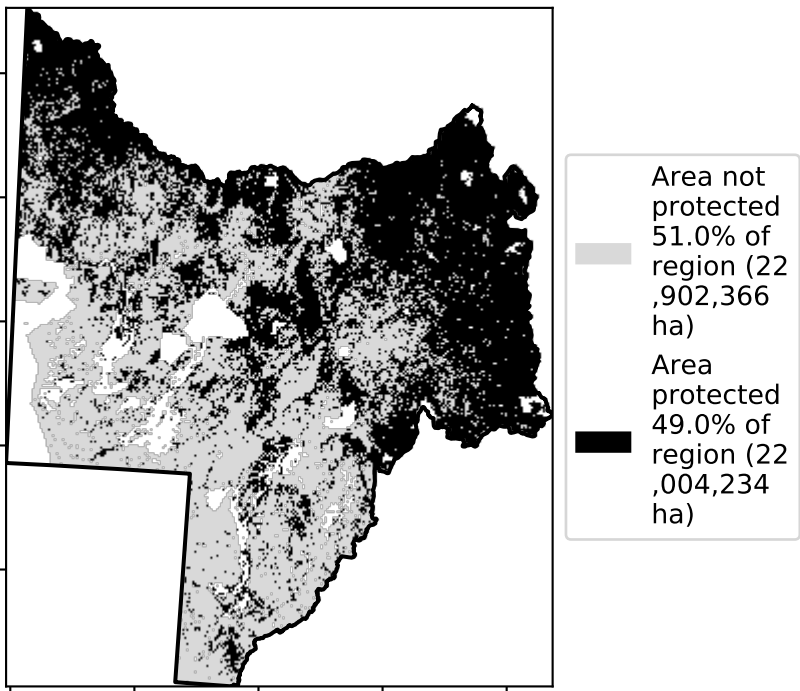 Area not
protected
51.0% of
region (22
,902,366
ha)
Area
protected
49.0% of
region (22
,004,234
ha)